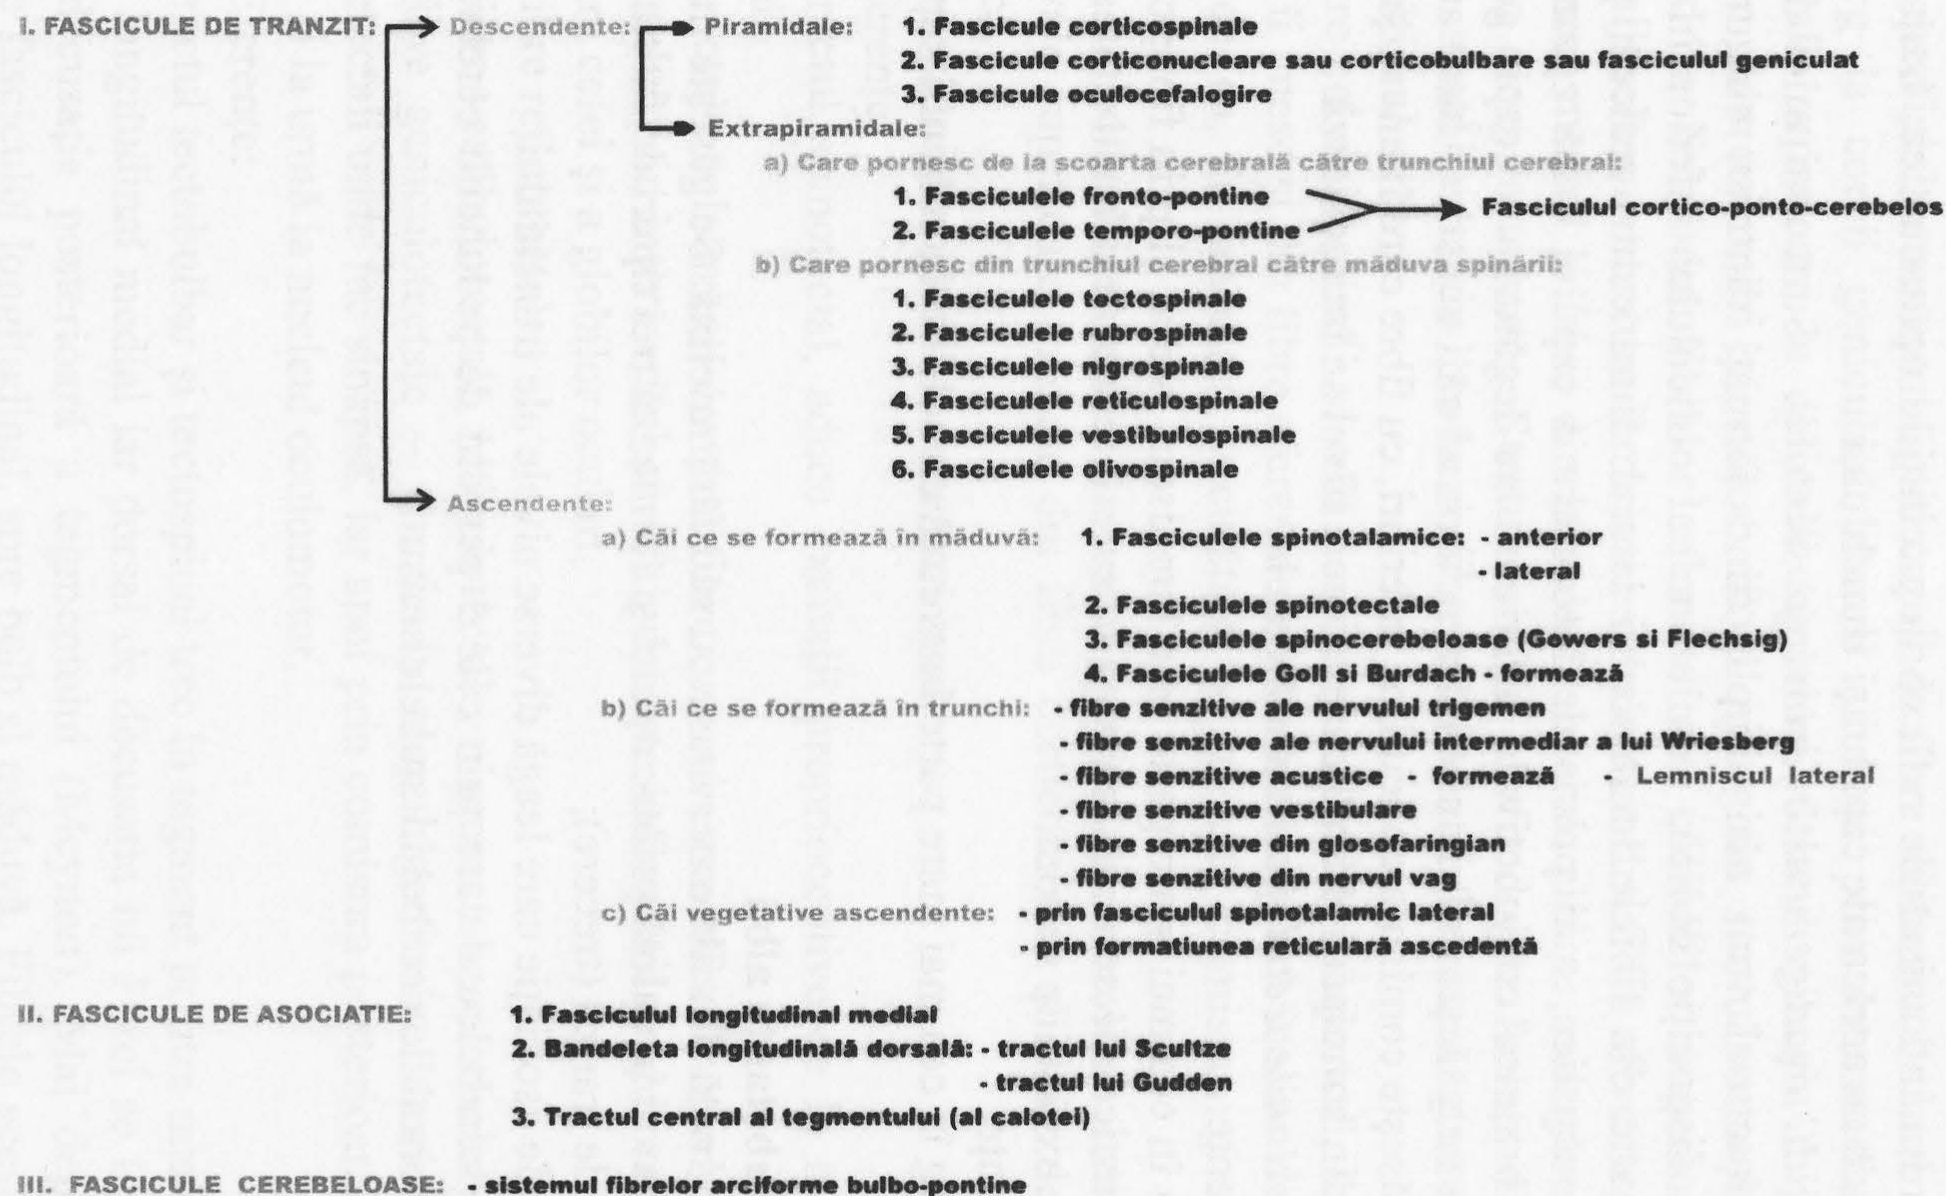 I. FASCICULE DE TRANZIT: Descendente: Piramidale: 1. Fascicule corticospinale
2. Fascicule corticonucleare sau corticobulbare sau fasciculul geniculat
3. Fascicule oculocefalogire
Extrapiramidale:
a) Care pornesc de la scoarta cerebrală către trunchiul cerebral:
1. Fasciculele fronto-pontine
2. Fasciculele temporo-pontine
Fasciculul cortico-ponto-cerebelos
b) Care pornesc din trunchiul cerebral către măduva spinării:
1. Fasciculele tectospinale
2. Fasciculele rubrospinale
3. Fasciculele nigrospinale
4. Fasciculele reticulospinale
5. Fasciculele vestibulospinale
6. Fasciculele olivospinale
Ascendente:
a) Căi ce se formează în măduvă: 1. Fasciculele spinotalamice: - anterior
- lateral
2. Fasciculele spinotectale
3. Fasciculele spinocerebeloase (Gowers si Flechsig)
4. Fasciculele Goll si Burdach - formează
b) Căi ce se formează în trunchi: - fibre senzitive ale nervului trigemen
- fibre senzitive ale nervului intermediar a lui Wriesberg
- fibre senzitive acustice - formează - Lemniscul lateral
- fibre senzitive vestibulare
- fibre senzitive din glosofaringian
- fibre senzitive din nervul vag
c) Căi vegetative ascendente: - prin fasciculul spinotalamic lateral
- prin formatiunea reticulară ascedentă
II. FASCICULE DE ASOCIATIE: 1. Fasciculul longitudinal medial
2. Bandeleta longitudinală dorsală: - tractul lui Scultze
- tractul lui Gudden
3. Tractul central al tegmentului (al calotei)
III. FASCICULE CEREBELOASE: - sistemul fibrelor arciforme bulbo-pontine